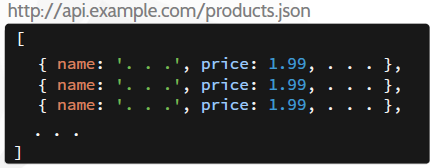 http://api.example.com/products.json
[
{ name: '. . .', price: 1.99, . . . },
{ name: '. . .', price: 1.99, . . . },
{ name: '. . .', price: 1.99, . . . },
. . .
]